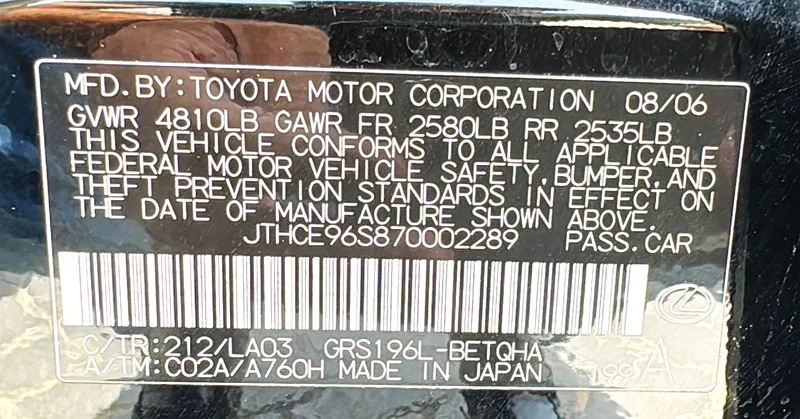 MFD. BY: TOYOTA MOTOR CORPORATION 08/06
GVWR 4810LB GAWR FR 2580LB RR 2535LB
THIS VEHICLE CONFORMS TO ALL APPLICABLE
FEDERAL MOTOR VEHICLE SAFETY, BUMPER, AND
THEFT PREVENTION STANDARDS IN EFFECT ON
THE DATE OF MANUFACTURE SHOWN ABOVE.
JTHCE96S870002289 PASS. CAR
C/TR: 212/LA03 GRS196L-BETQHA
A/TM: C02A/A760H MADE IN JAPAN